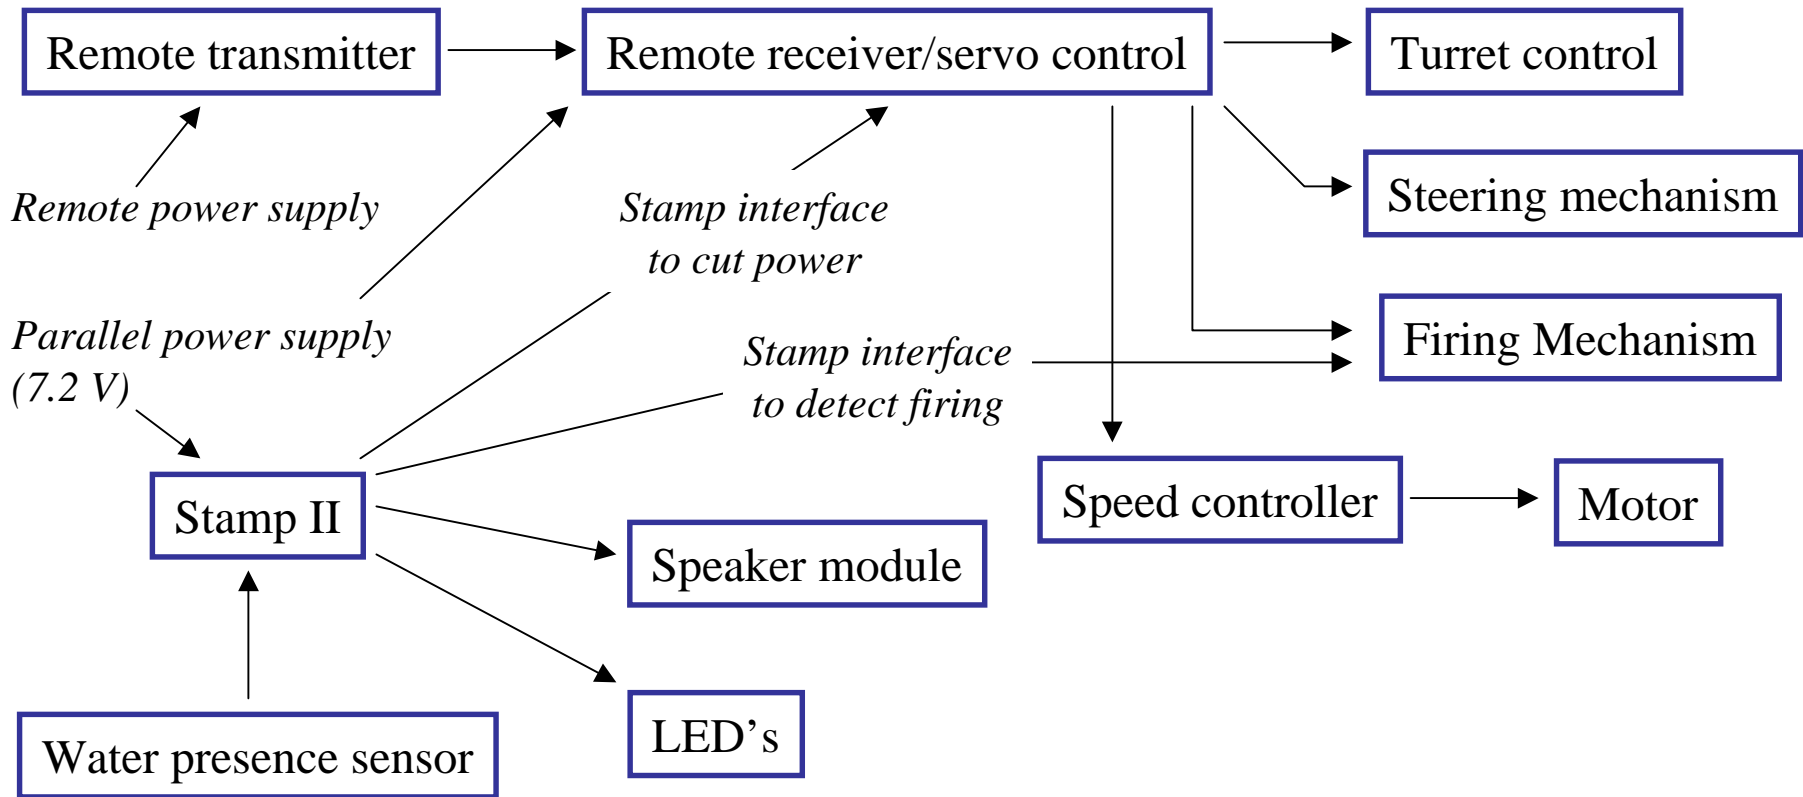 Remote transmitter
Remote receiver/servo control
Turret control
Steering mechanism
Remote power supply
Stamp interface
to cut power
Parallel power supply
(7.2 V)
Stamp interface
to detect firing
Firing Mechanism
Stamp II
Speed controller
Motor
Speaker module
LED’s
Water presence sensor